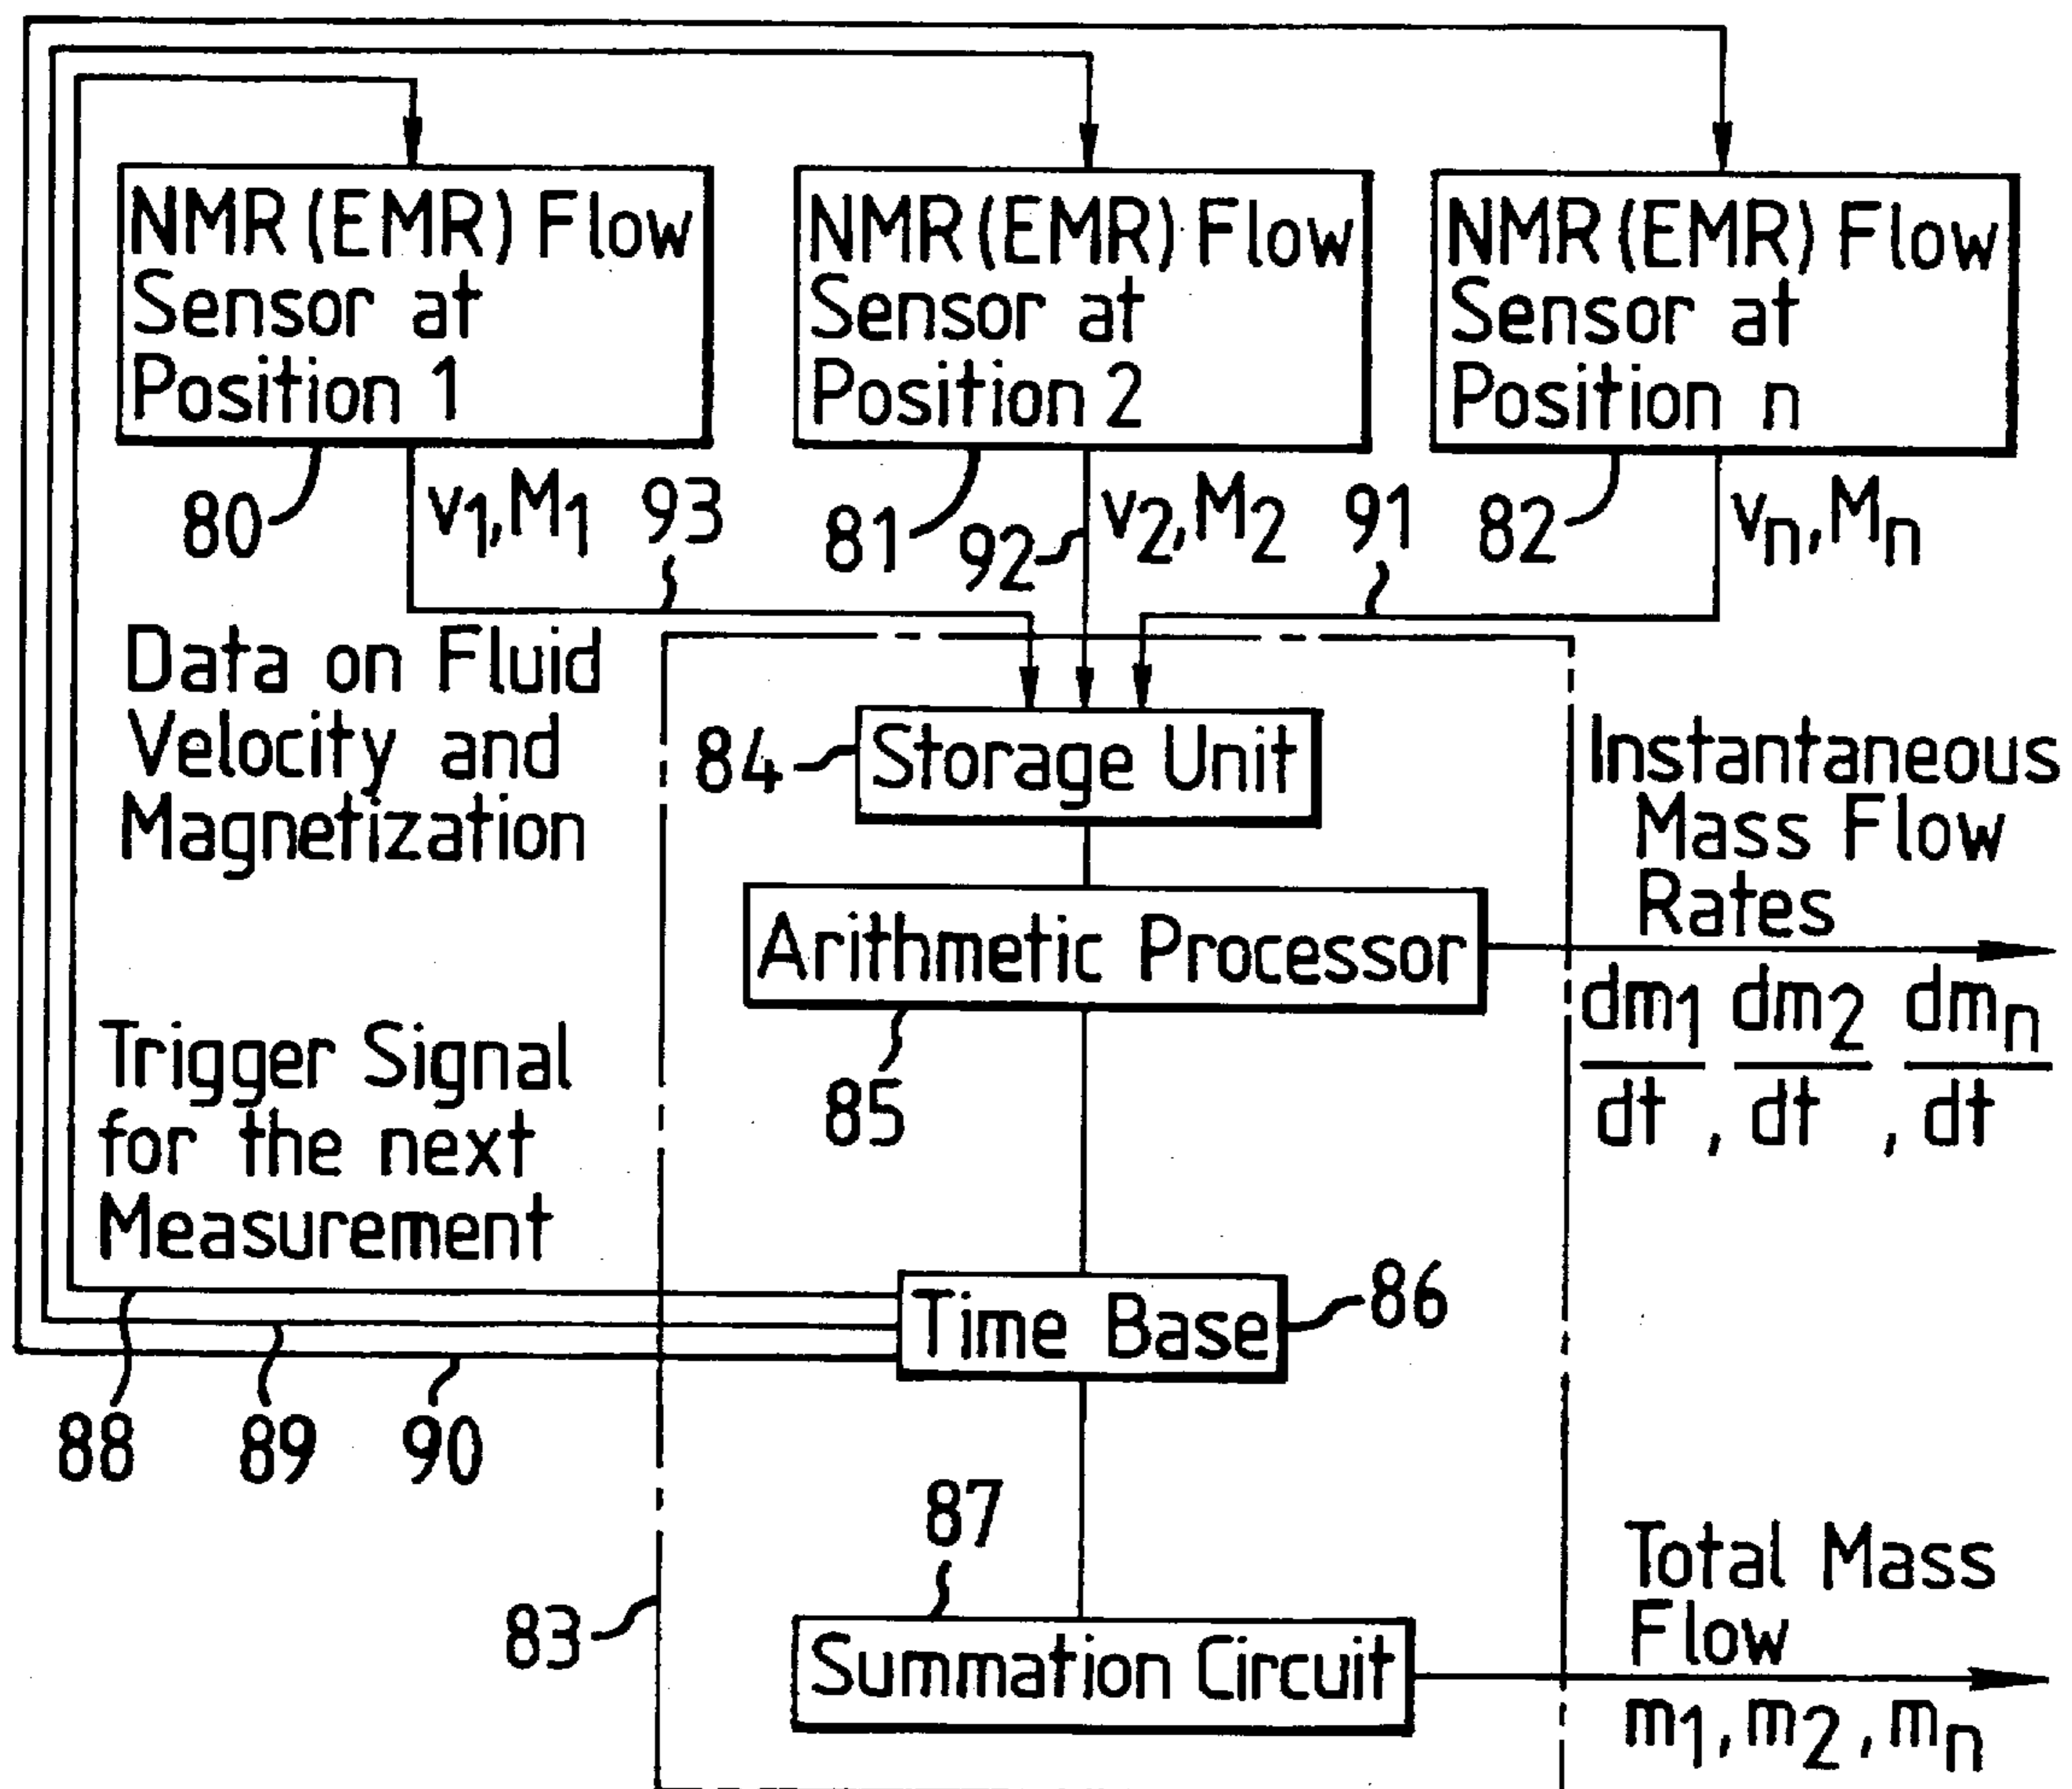 NMR (EMR) Flow
Sensor at
Position 1
NMR (EMR) Flow
Sensor at
Position 2
NMR (EMR) Flow
Sensor at
Position n
80
v1,M1
93
81
92
v2,M2
91
82
vn,Mn
Data on Fluid
Velocity and
Magnetization
84
Storage Unit
Instantaneous
Mass Flow
Rates
Arithmetic Processor
dm1 dm2 dmn
dt , dt , dt
85
Trigger Signal
for the next
Measurement
Time Base
86
88
89
90
87
83
Summation Circuit
Total Mass
Flow
m1, m2, mn